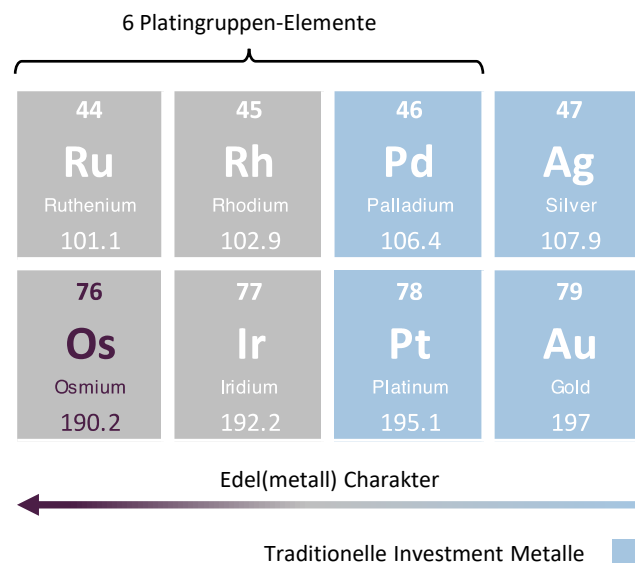 6 Platingruppen-Elemente
44 45 46 47
Ru Rh Pd Ag
Ruthenium Rhodium Palladium Silver
101.1 102.9 106.4 107.9
76 77 78 79
Os Ir Pt Au
Osmium Iridium Platinum Gold
190.2 192.2 195.1 197
Edel(metall) Charakter
Traditionelle Investment Metalle